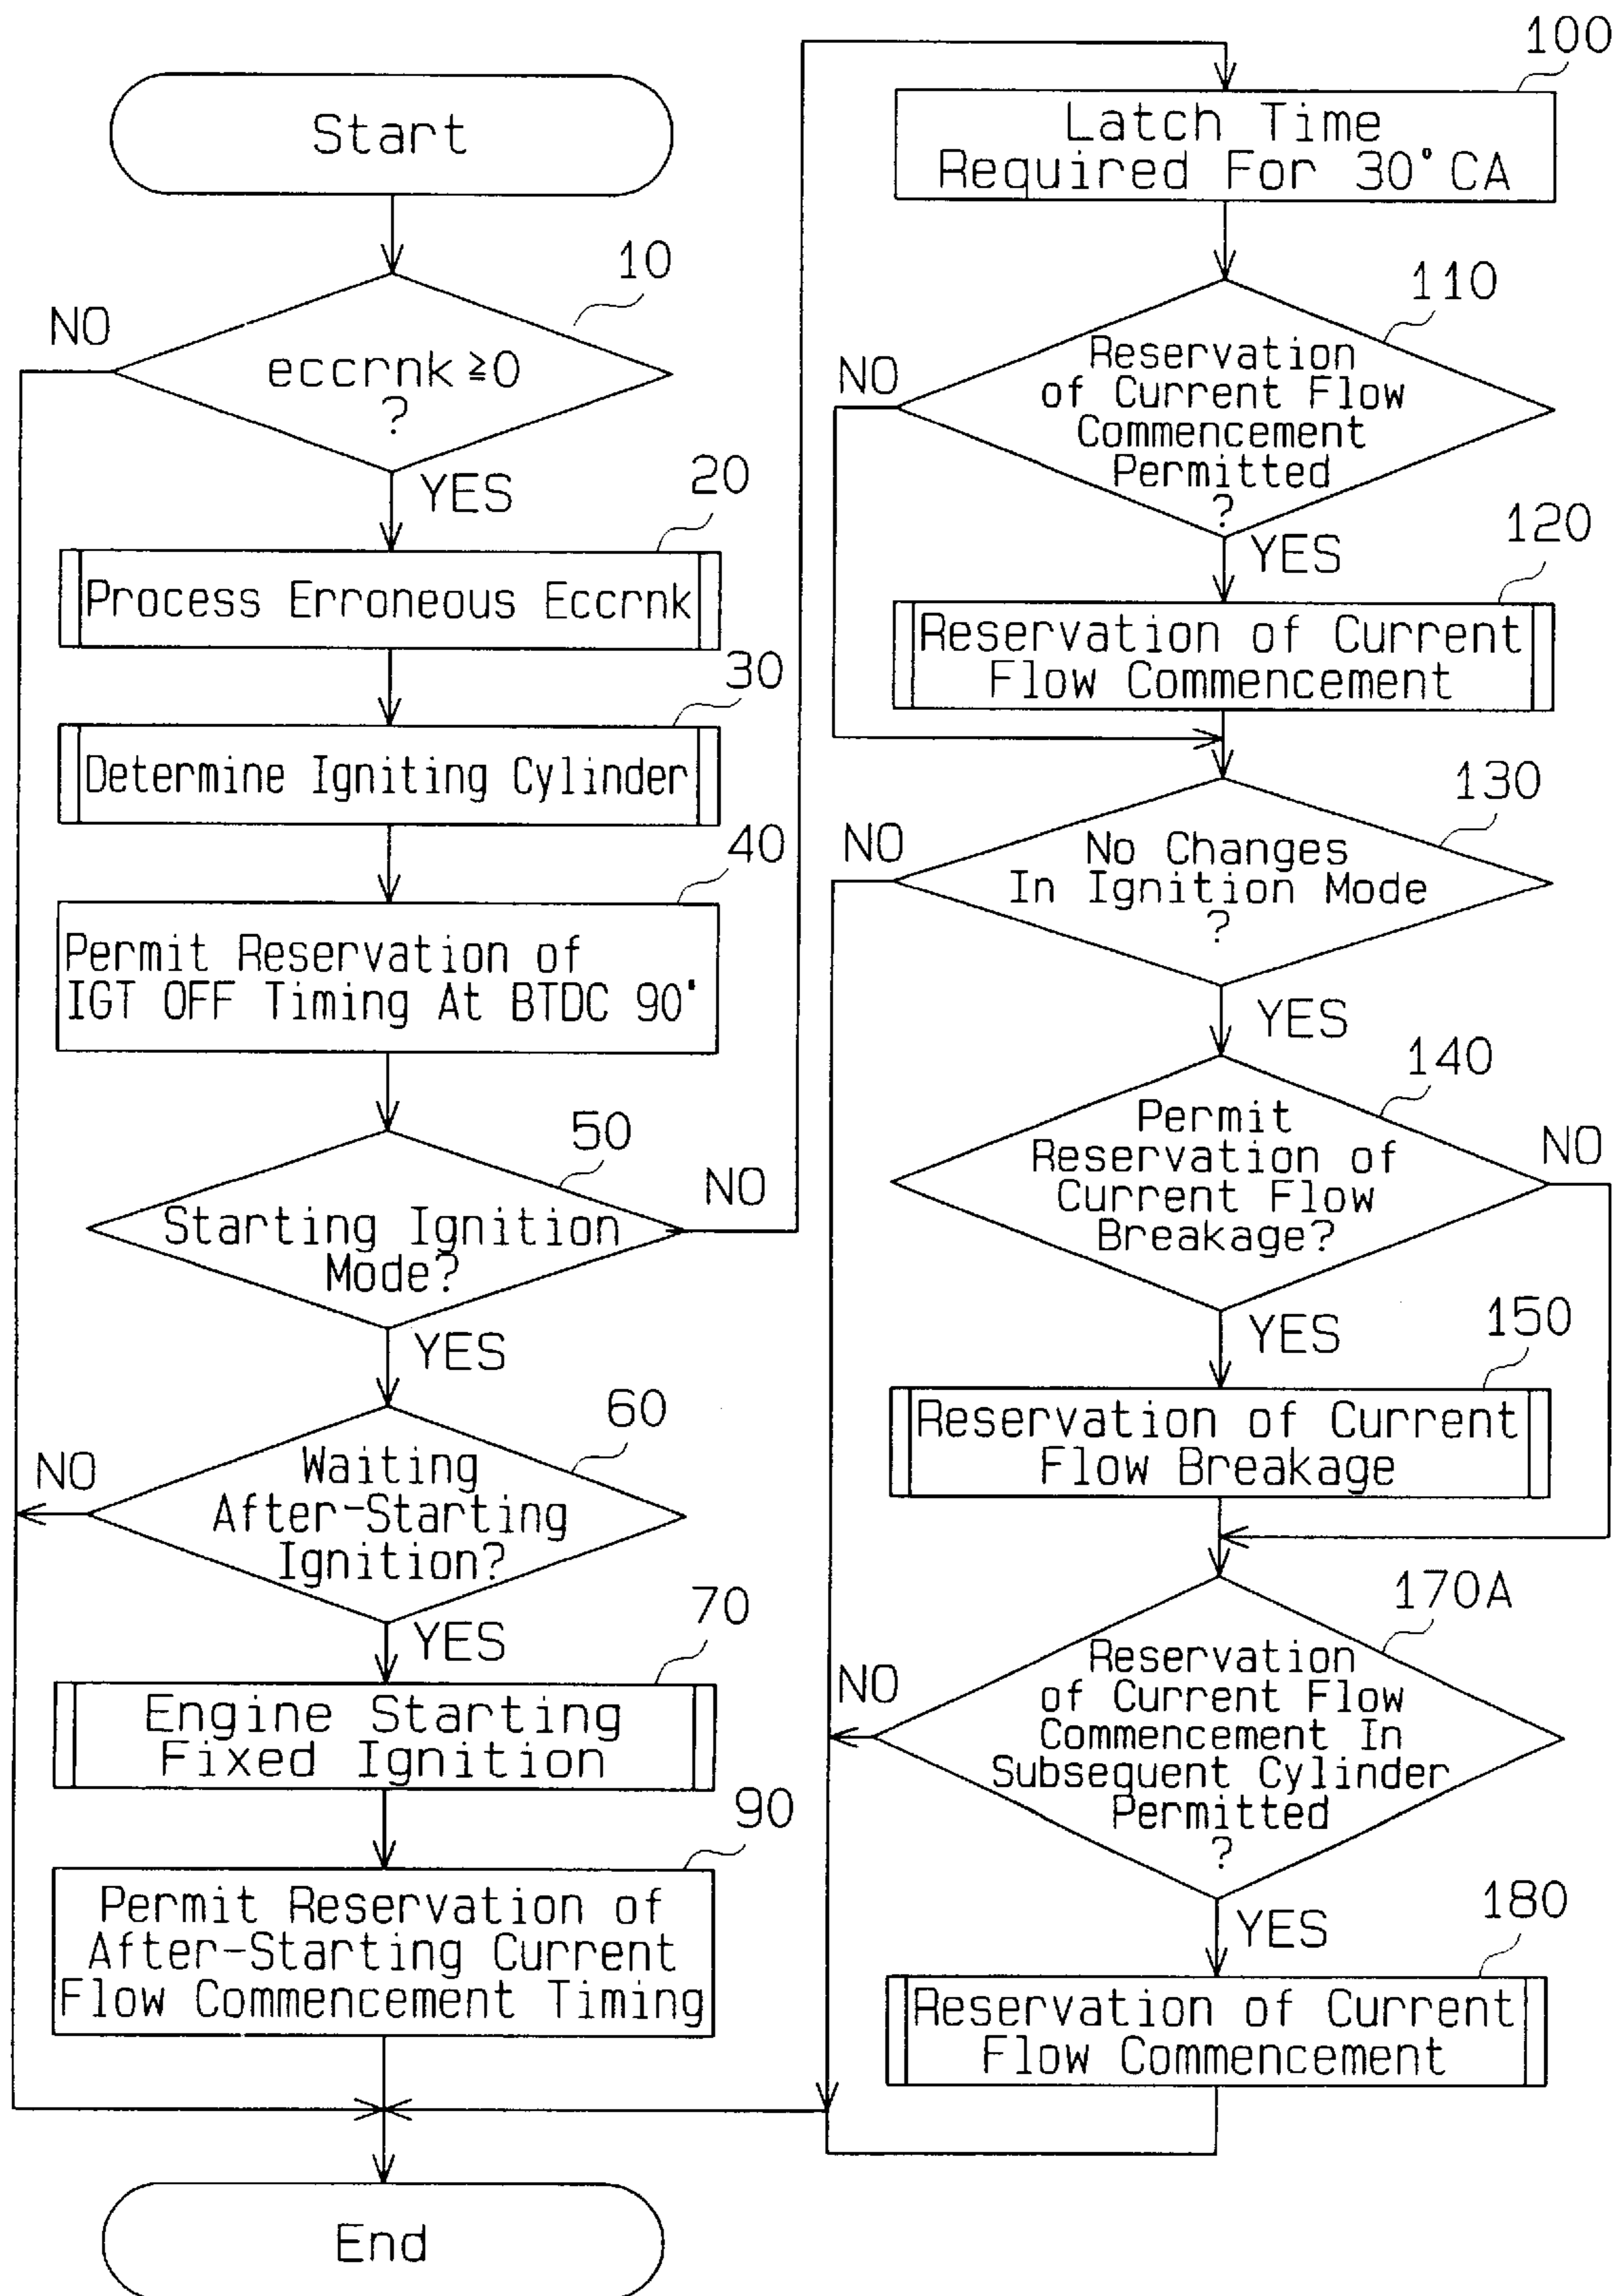 Start
10
NO
eccrnk ≧0
?
YES
20
Process Erroneous Eccrnk
30
Determine Igniting Cylinder
40
Permit Reservation of
IGT OFF Timing At BTDC 90°
50
NO
Starting Ignition
Mode?
YES
60
NO
Waiting
After-Starting
Ignition?
YES
70
Engine Starting
Fixed Ignition
90
Permit Reservation of
After-Starting Current
Flow Commencement Timing
End
100
Latch Time
Required For 30°CA
110
NO
Reservation
of Current Flow
Commencement
Permitted
?
YES
120
Reservation of Current
Flow Commencement
130
NO
No Changes
In Ignition Mode
?
YES
140
Permit
Reservation of
Current Flow
Breakage?
NO
YES
150
Reservation of Current
Flow Breakage
170A
NO
Reservation
of Current Flow
Commencement In
Subsequent Cylinder
Permitted
?
YES
180
Reservation of Current
Flow Commencement